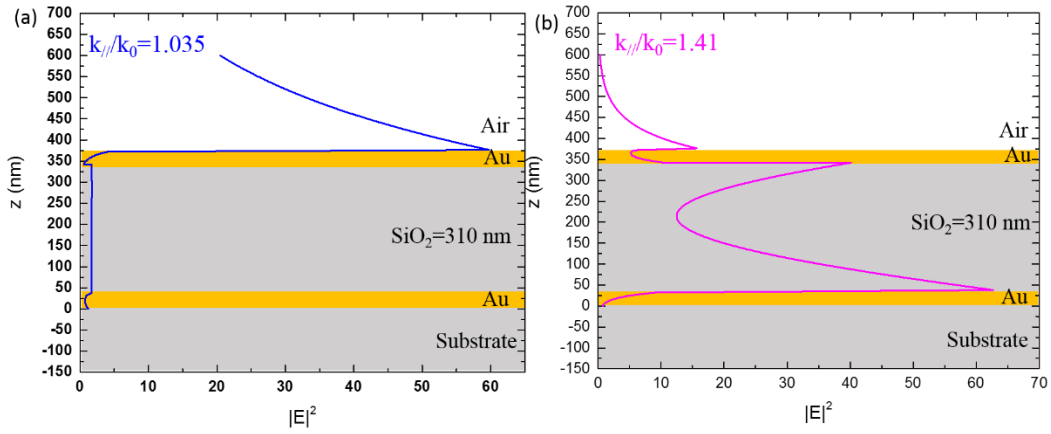 (a)
k///k0=1.035
700
650
600
550
500
450
400
350
300
250
200
150
100
50
0
-50
-100
-150
z (nm)
Air
Au
SiO2=310 nm
Au
Substrate
0 10 20 30 40 50 60
|E|²
(b)
k///k0=1.41
700
650
600
550
500
450
400
350
300
250
200
150
100
50
0
-50
-100
-150
z (nm)
Air
Au
SiO2=310 nm
Au
Substrate
0 10 20 30 40 50 60 70
|E|²